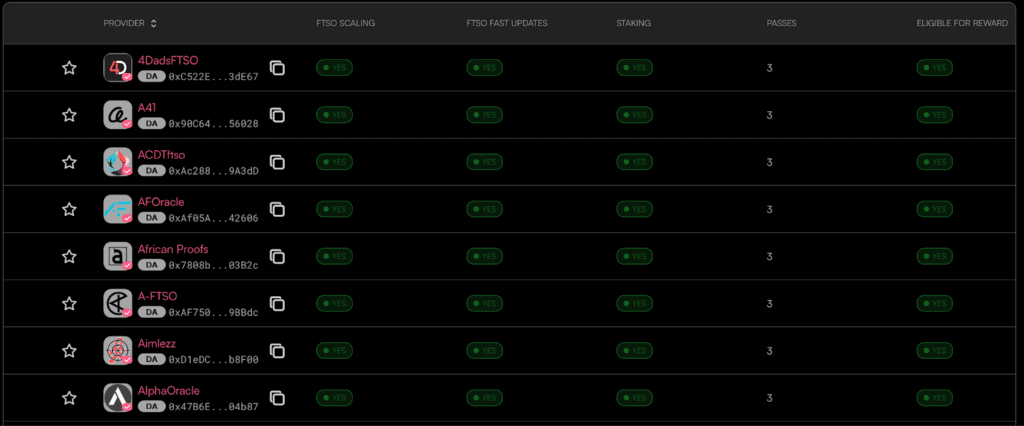 PROVIDER FTSO SCALING FTSO FAST UPDATES STAKING PASSES ELIGIBLE FOR REWARD
4DadsFTSO
DA 0xC522E...3dE67 YES YES YES 3 YES
A41
DA 0x90C64...56028 YES YES YES 3 YES
ACDTftso
DA 0xAc288...9A3dD YES YES YES 3 YES
AFOracle
DA 0xAf05A...42606 YES YES YES 3 YES
African Proofs
DA 0x7808b...03B2c YES YES YES 3 YES
A-FTSO
DA 0xAF750...9BBdc YES YES YES 3 YES
Aimlezz
DA 0xD1eDC...b8F00 YES YES YES 3 YES
AlphaOracle
DA 0x47B6E...04b87 YES YES YES 3 YES